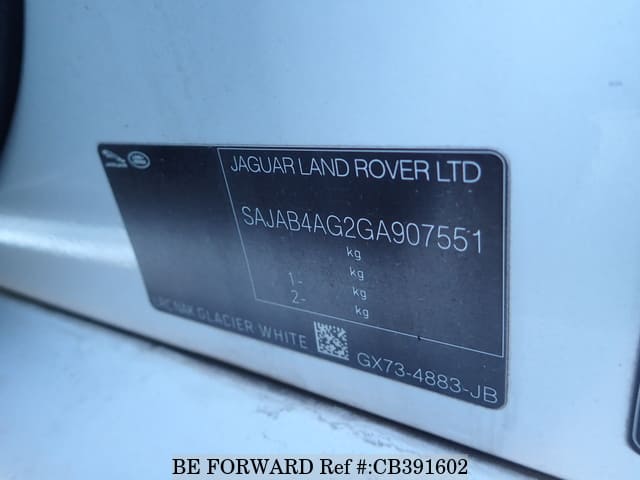 JAGUAR LAND ROVER LTD
SAJAB4AG2GA907551
kg
kg
1- kg
2- kg
NAK GLACIER WHITE
GX73-4883-JB
BE FORWARD Ref #:CB391602